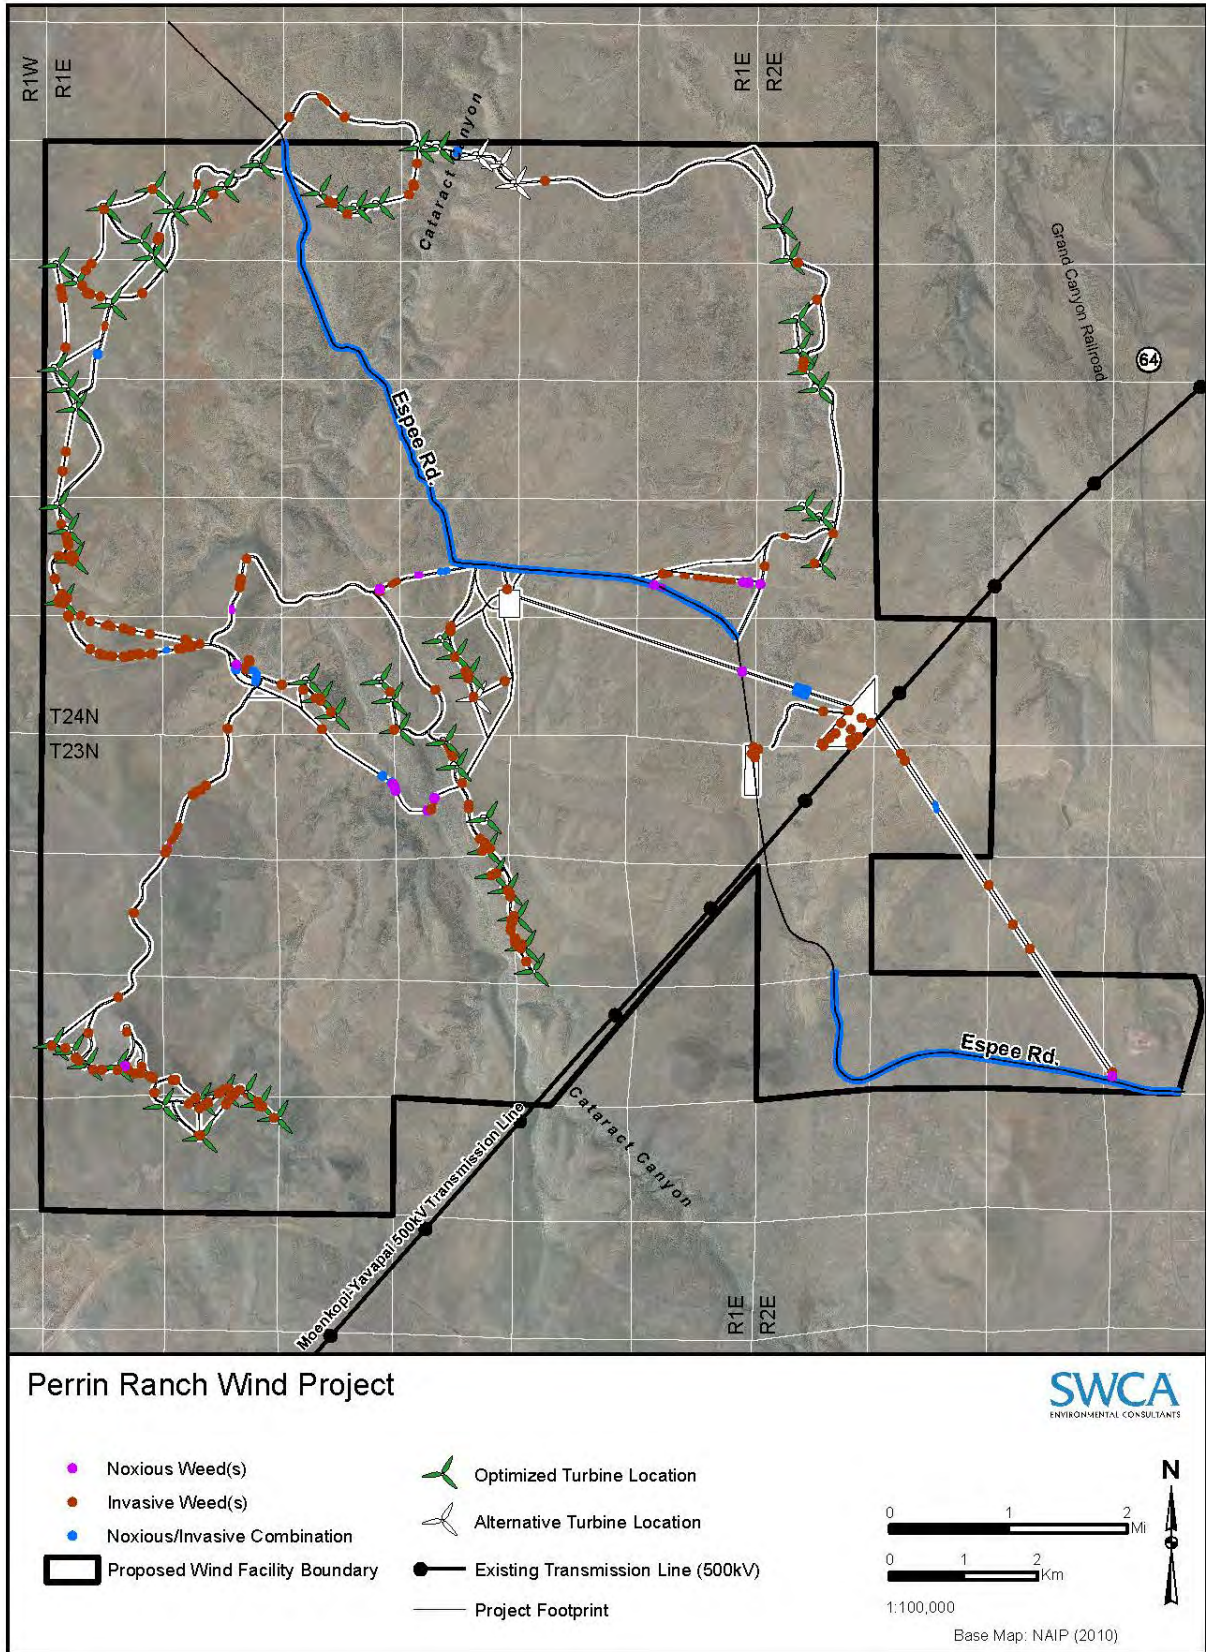 R1W
R1E
R1E
R2E
Cataract Canyon
Grand Canyon Railroad
64
Espee Rd.
T24N
T23N
Espee Rd.
Cataract Canyon
Moenkopi-Yavapai 500kV Transmission Line
R1E
R2E
Perrin Ranch Wind Project
SWCA
ENVIRONMENTAL CONSULTANTS
Noxious Weed(s)
Invasive Weed(s)
Noxious/Invasive Combination
Proposed Wind Facility Boundary
Optimized Turbine Location
Alternative Turbine Location
Existing Transmission Line (500kV)
Project Footprint
N
0 1 2
Mi
0 1 2
Km
1:100,000
Base Map: NAIP (2010)